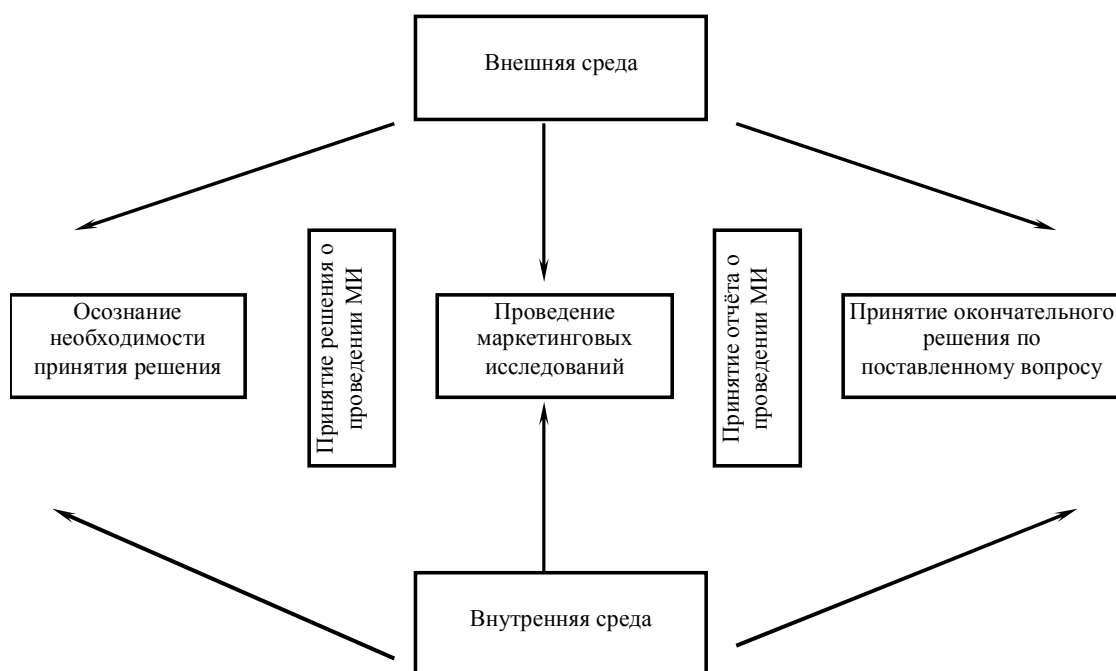 Внешняя среда
Осознание
необходимости
принятия решения
Принятие решения о
проведении МИ
Проведение
маркетинговых
исследований
Принятие отчёта о
проведении МИ
Принятие окончательного
решения по
поставленному вопросу
Внутренняя среда